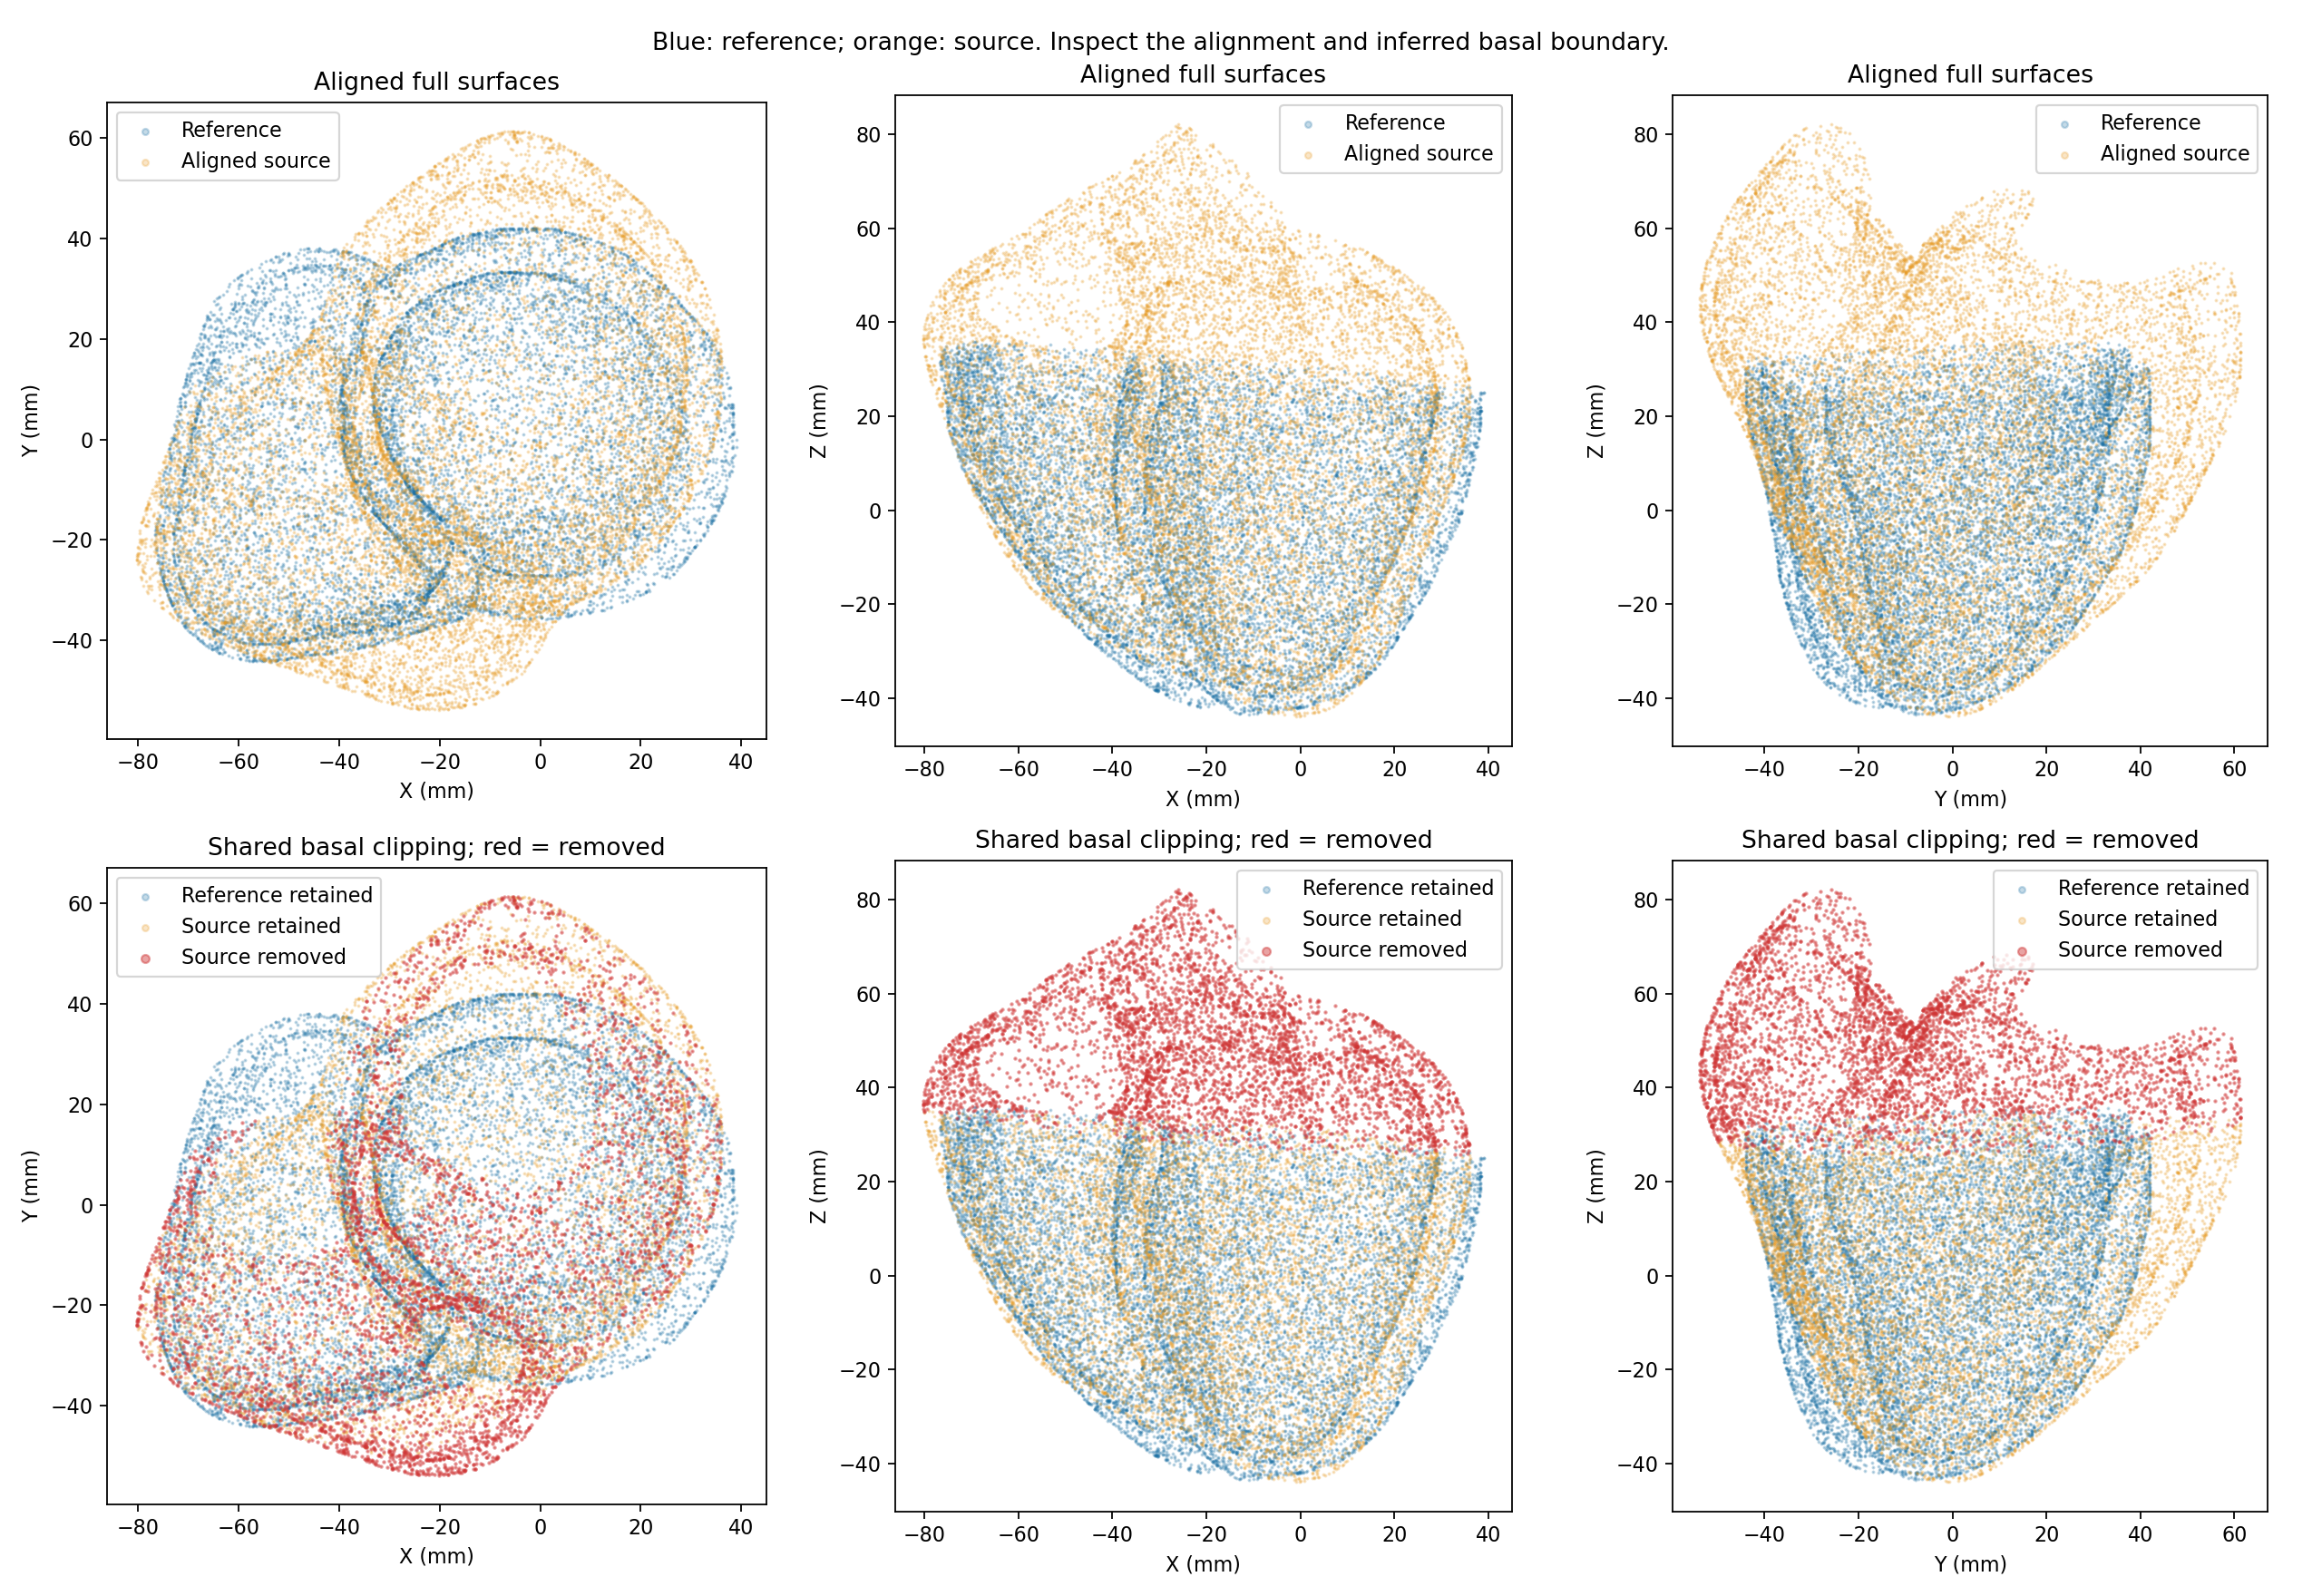 Blue: reference; orange: source. Inspect the alignment and inferred basal boundary.
Aligned full surfaces
Reference
Aligned source
60
40
20
0
−20
−40
Y (mm)
−80 −60 −40 −20 0 20 40
X (mm)
Aligned full surfaces
Reference
Aligned source
80
60
40
20
0
−20
−40
Z (mm)
−80 −60 −40 −20 0 20 40
X (mm)
Aligned full surfaces
Reference
Aligned source
80
60
40
20
0
−20
−40
Z (mm)
−40 −20 0 20 40 60
Y (mm)
Shared basal clipping; red = removed
Reference retained
Source retained
Source removed
60
40
20
0
−20
−40
Y (mm)
−80 −60 −40 −20 0 20 40
X (mm)
Shared basal clipping; red = removed
Reference retained
Source retained
Source removed
80
60
40
20
0
−20
−40
Z (mm)
−80 −60 −40 −20 0 20 40
X (mm)
Shared basal clipping; red = removed
Reference retained
Source retained
Source removed
80
60
40
20
0
−20
−40
Z (mm)
−40 −20 0 20 40 60
Y (mm)